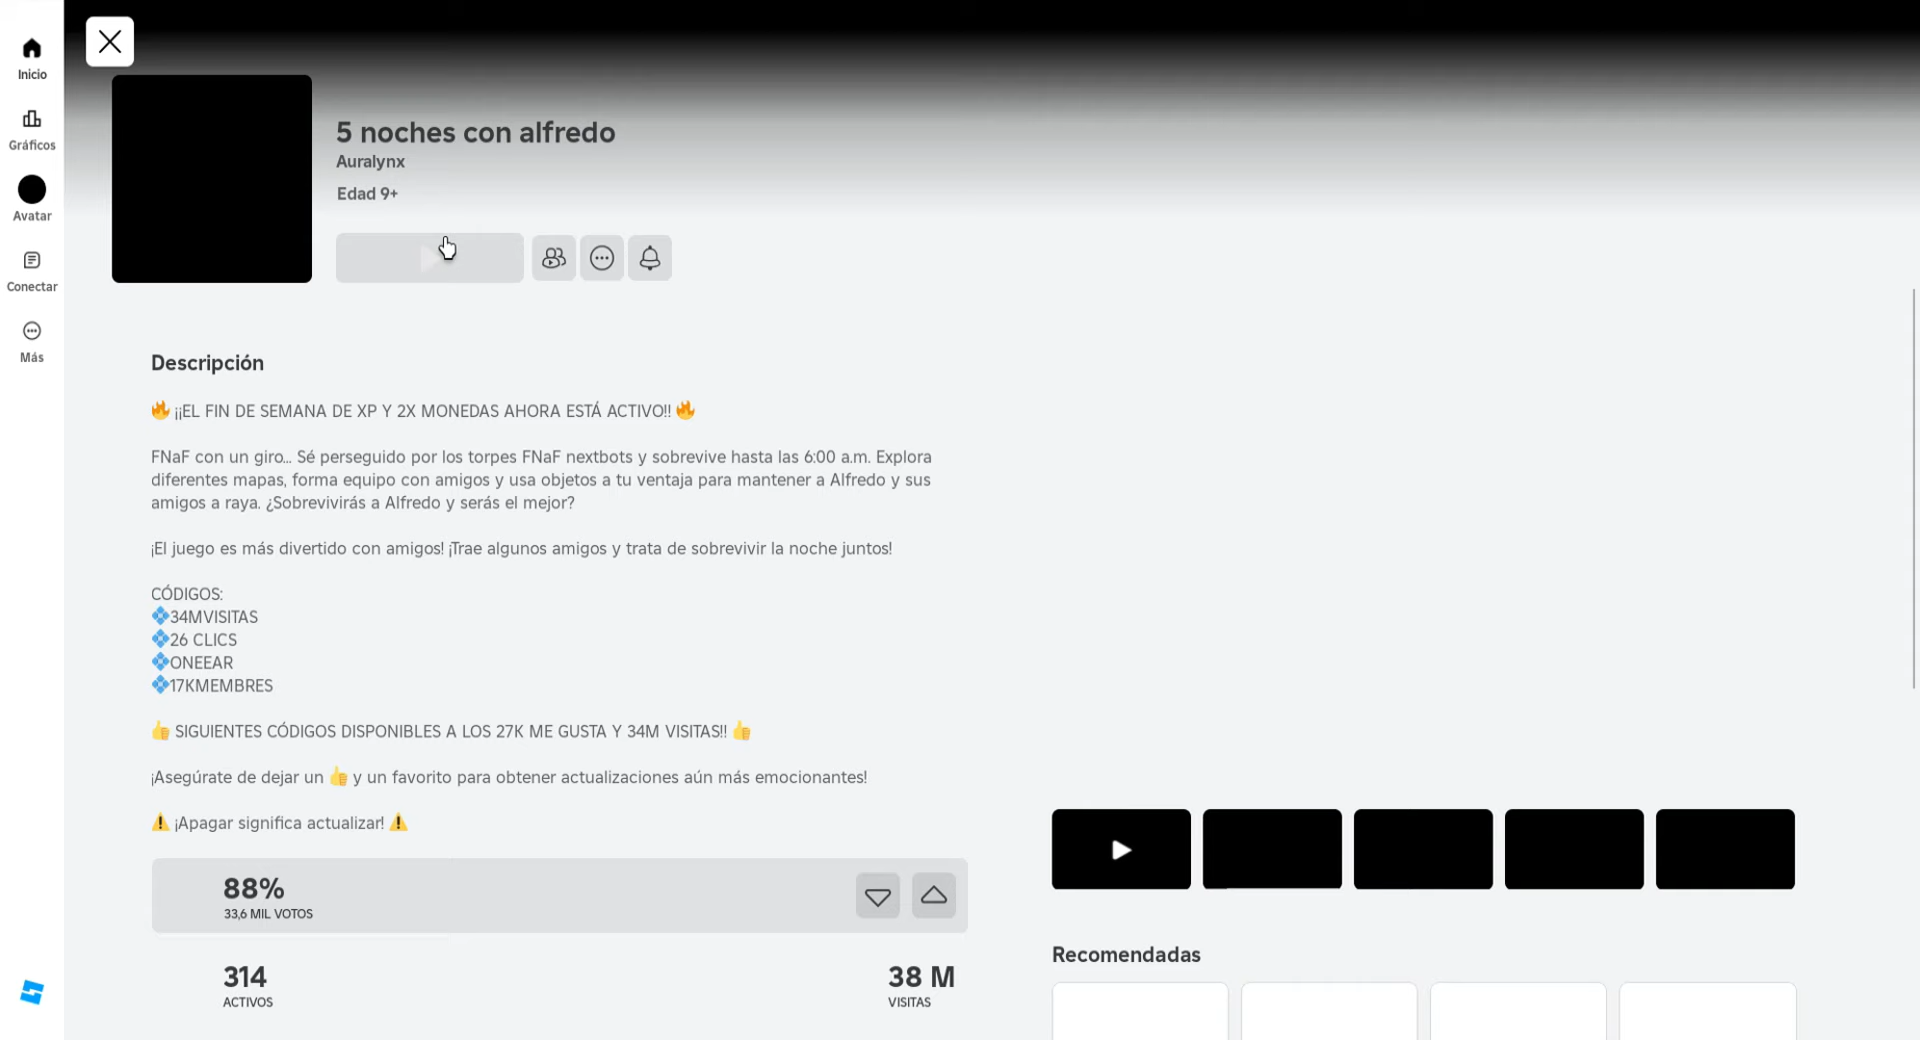 Inicio
Gráficos
Avatar
Conectar
Más
5 noches con alfredo
Auralynx
Edad 9+
Descripción
🔥 ¡¡EL FIN DE SEMANA DE XP Y 2X MONEDAS AHORA ESTÁ ACTIVO!! 🔥
FNaF con un giro... Sé perseguido por los torpes FNaF nextbots y sobrevive hasta las 6:00 a.m. Explora
diferentes mapas, forma equipo con amigos y usa objetos a tu ventaja para mantener a Alfredo y sus
amigos a raya. ¿Sobrevivirás a Alfredo y serás el mejor?
¡El juego es más divertido con amigos! ¡Trae algunos amigos y trata de sobrevivir la noche juntos!
CÓDIGOS:
💠34MVISITAS
💠26 CLICS
💠ONEEAR
💠17KMEMBRES
👍 SIGUIENTES CÓDIGOS DISPONIBLES A LOS 27K ME GUSTA Y 34M VISITAS!! 👍
¡Asegúrate de dejar un 👍 y un favorito para obtener actualizaciones aún más emocionantes!
⚠️ ¡Apagar significa actualizar! ⚠️
88%
33,6 MIL VOTOS
314
ACTIVOS
38 M
VISITAS
Recomendadas